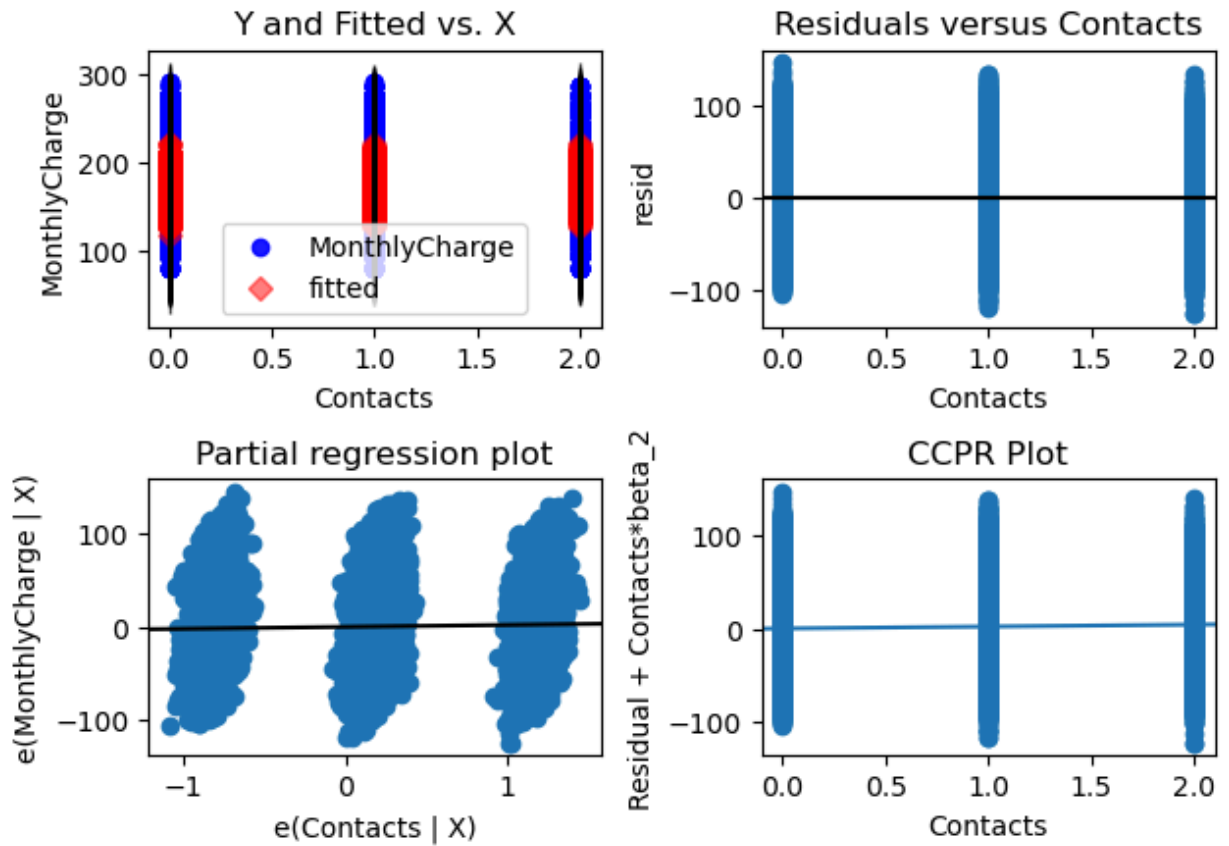 Y and Fitted vs. X
MonthlyCharge
300
200
100
MonthlyCharge
fitted
0.0 0.5 1.0 1.5 2.0
Contacts
Residuals versus Contacts
resid
100
0
−100
0.0 0.5 1.0 1.5 2.0
Contacts
Partial regression plot
e(MonthlyCharge | X)
100
0
−100
−1 0 1
e(Contacts | X)
CCPR Plot
Residual + Contacts*beta_2
100
0
−100
0.0 0.5 1.0 1.5 2.0
Contacts